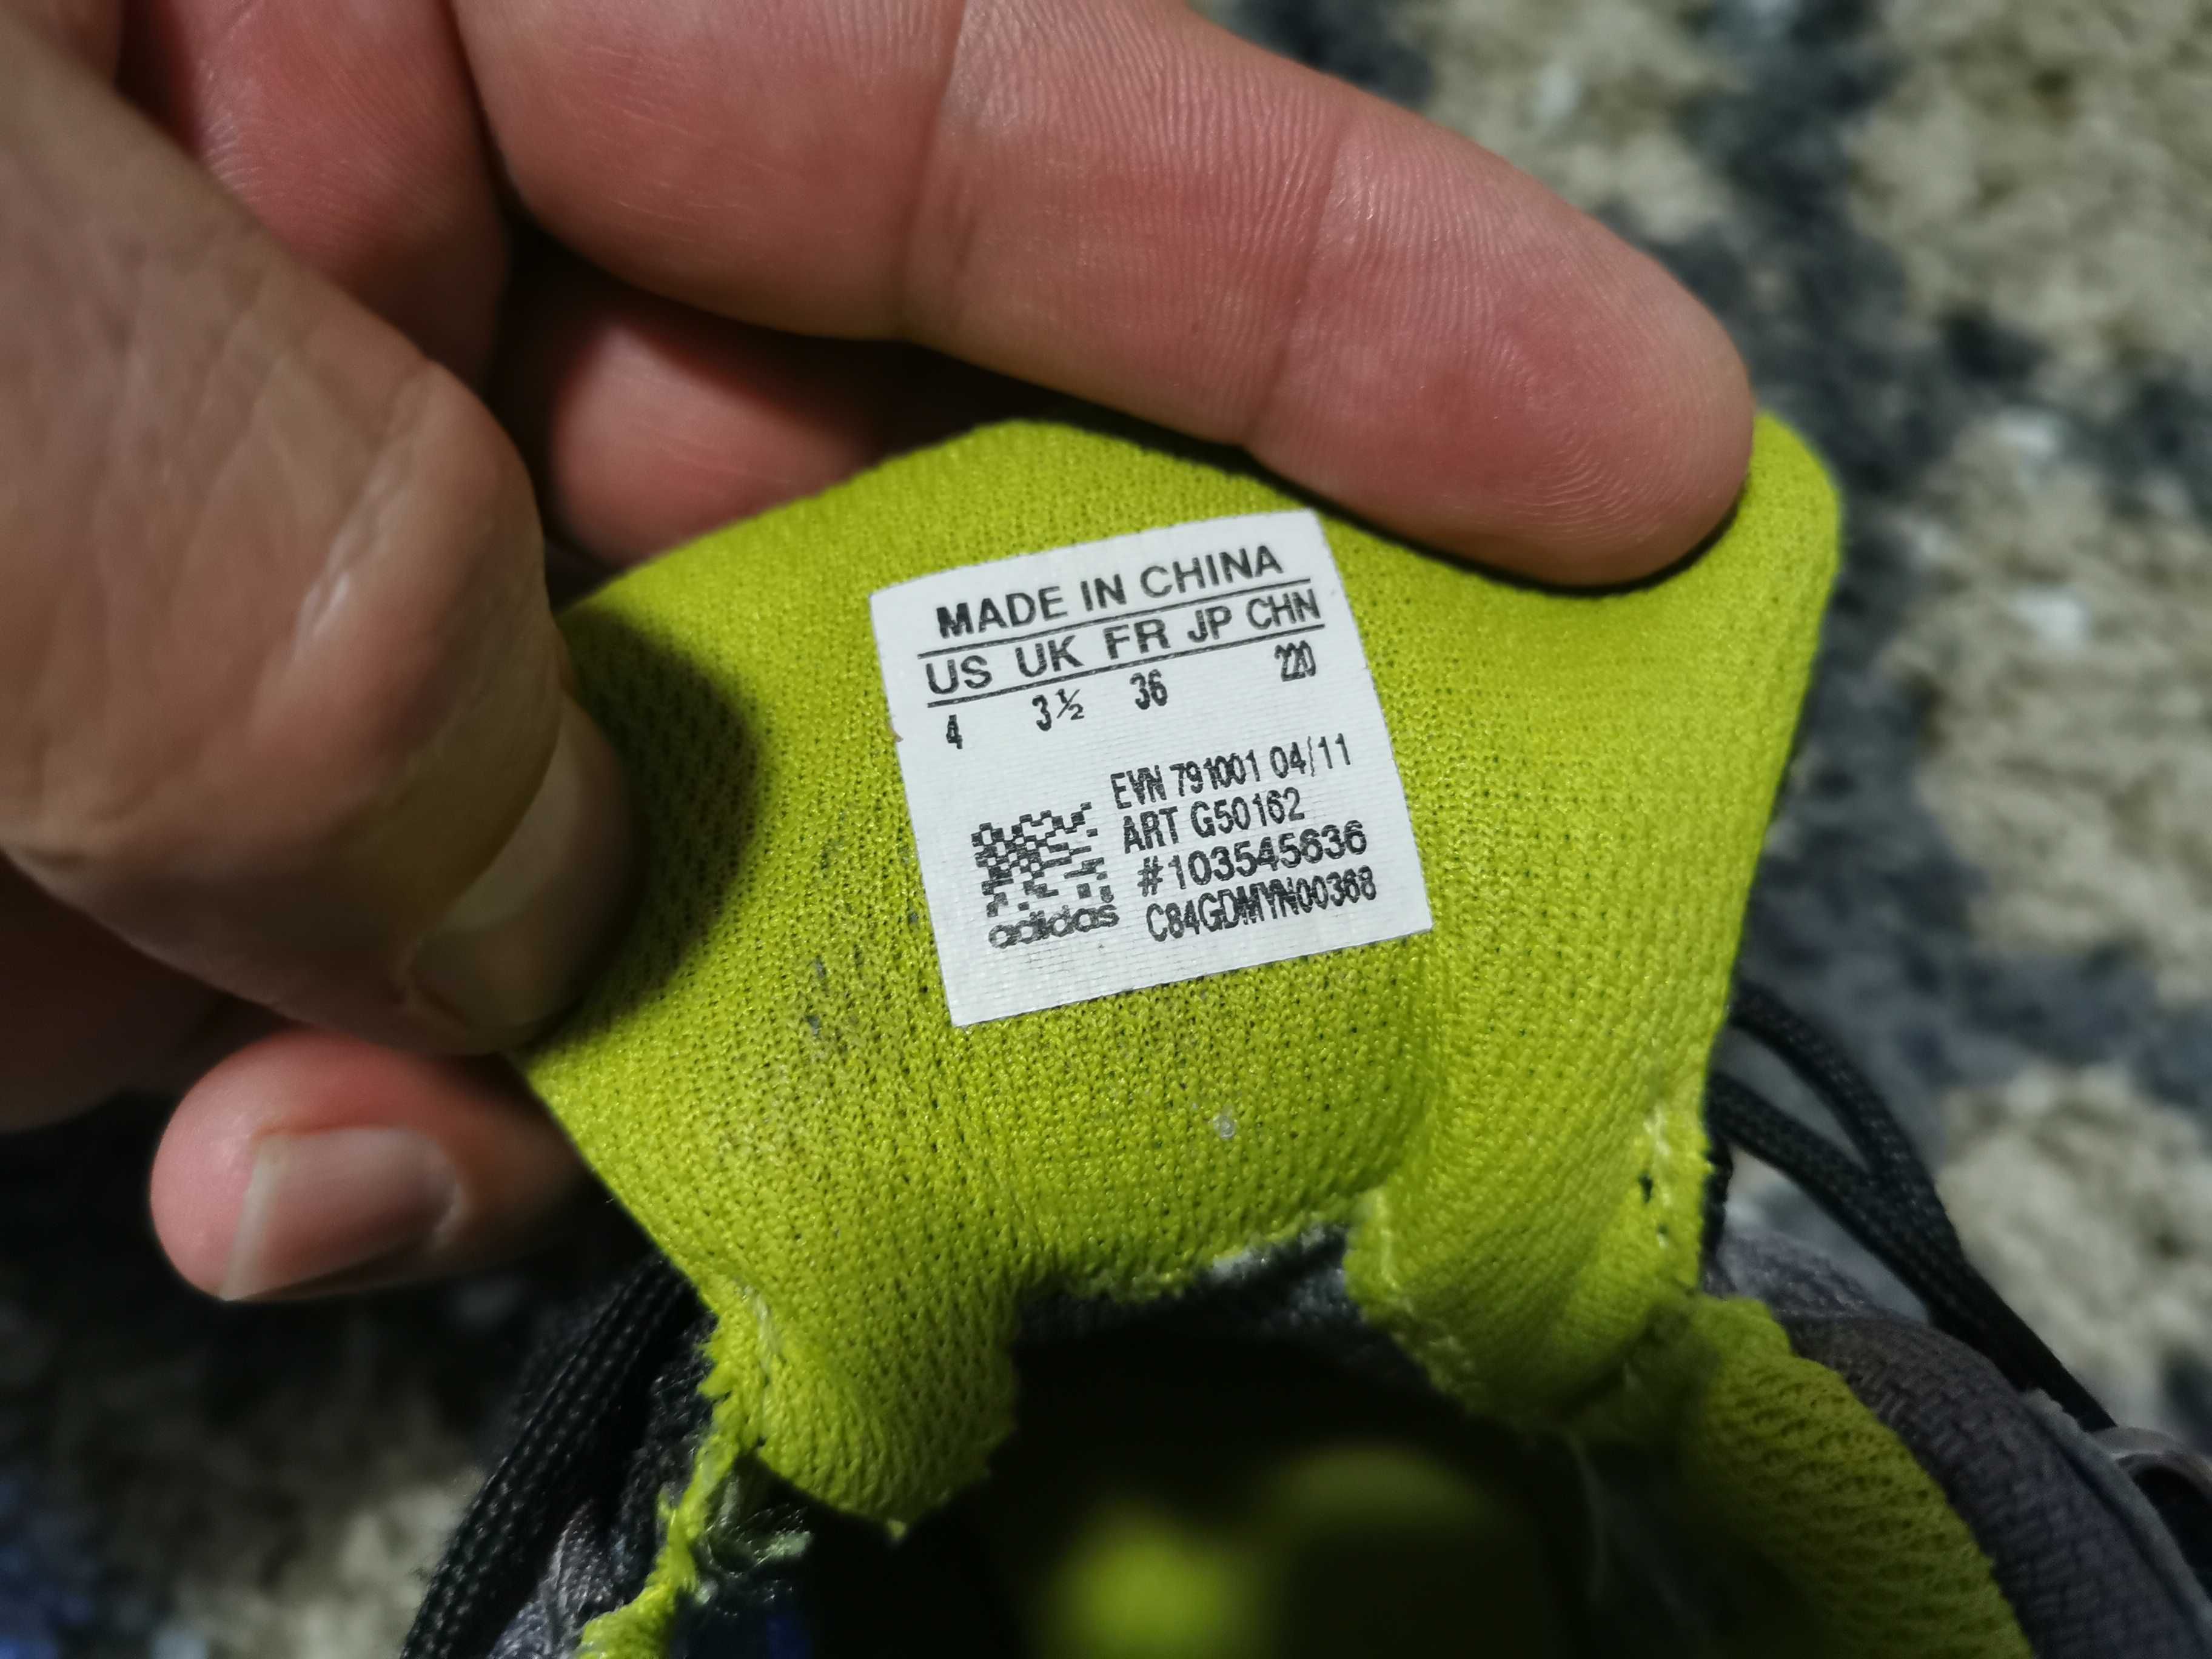 MADE IN CHINA
US UK FR JP CHN
4 3½ 36 220
EVN 791001 04/11
ART G50162
#103545636
C84GDMYN00368
adidas